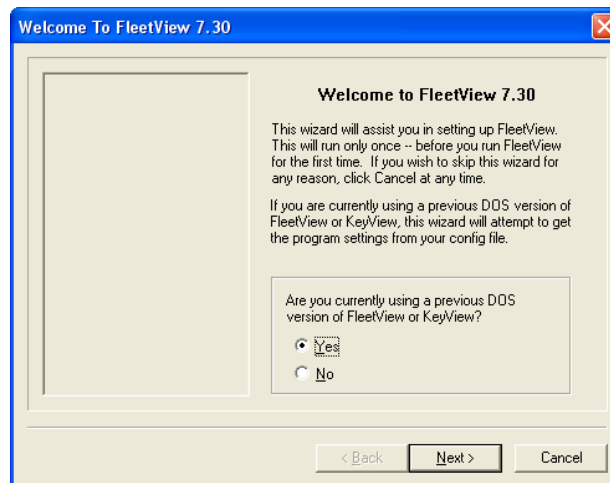 Welcome To FleetView 7.30
Welcome to FleetView 7.30
This wizard will assist you in setting up FleetView.
This will run only once -- before you run FleetView
for the first time.  If you wish to skip this wizard for
any reason, click Cancel at any time.
If you are currently using a previous DOS version of
FleetView or KeyView, this wizard will attempt to get
the program settings from your config file.
Are you currently using a previous DOS
version of FleetView or KeyView?
Yes
No
< Back
Next >
Cancel